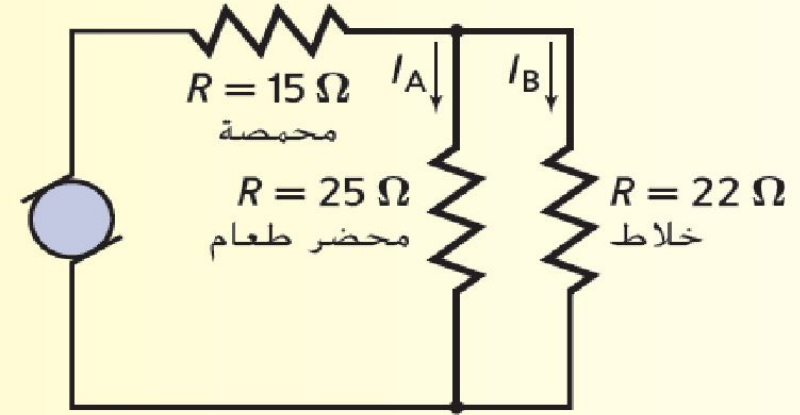 R = 15 Ω
محمصة
I_A
I_B
R = 25 Ω
محضر طعام
R = 22 Ω
خلاط